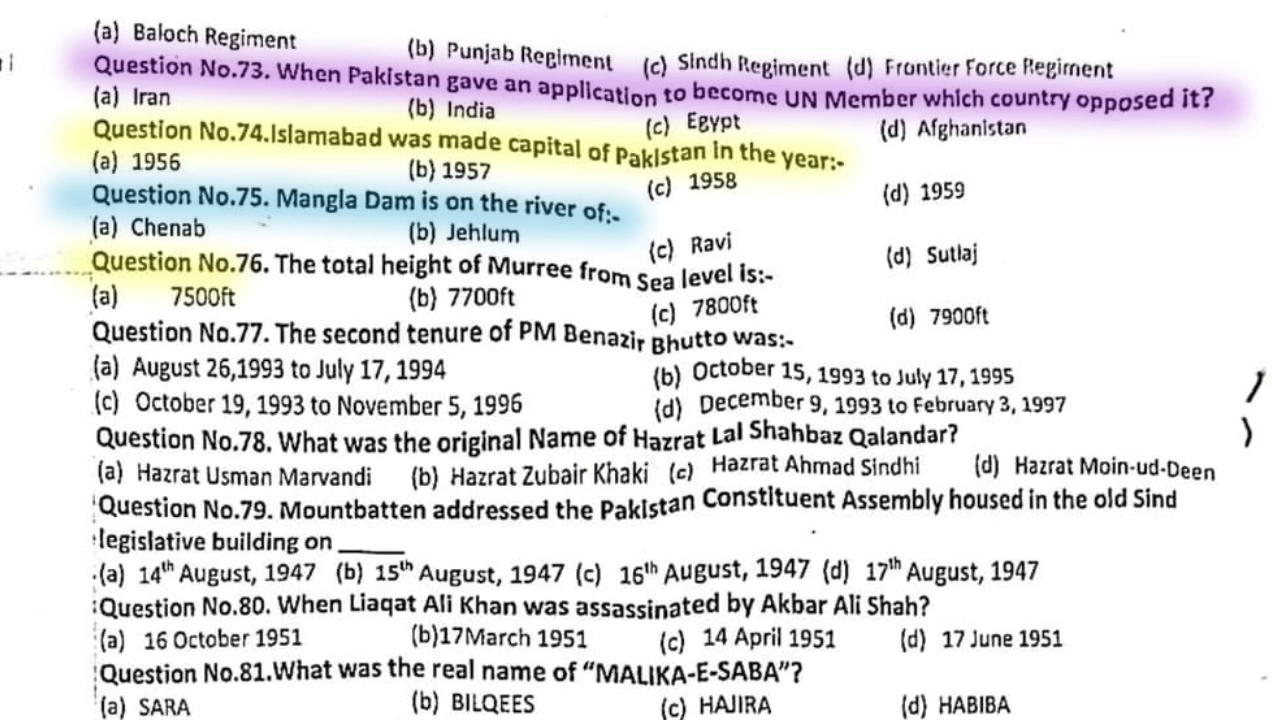 (a) Baloch Regiment (b) Punjab Regiment (c) Sindh Regiment (d) Frontier Force Regiment
Question No.73. When Pakistan gave an application to become UN Member which country opposed it?
(a) Iran (b) India (c) Egypt (d) Afghanistan
Question No.74.Islamabad was made capital of Pakistan in the year:-
(a) 1956 (b) 1957 (c) 1958 (d) 1959
Question No.75. Mangla Dam is on the river of:-
(a) Chenab (b) Jehlum (c) Ravi (d) Sutlaj
Question No.76. The total height of Murree from Sea level is:-
(a) 7500ft (b) 7700ft (c) 7800ft (d) 7900ft
Question No.77. The second tenure of PM Benazir Bhutto was:-
(a) August 26,1993 to July 17, 1994 (b) October 15, 1993 to July 17, 1995
(c) October 19, 1993 to November 5, 1996 (d) December 9, 1993 to February 3, 1997
Question No.78. What was the original Name of Hazrat Lal Shahbaz Qalandar?
(a) Hazrat Usman Marvandi (b) Hazrat Zubair Khaki (c) Hazrat Ahmad Sindhi (d) Hazrat Moin-ud-Deen
Question No.79. Mountbatten addressed the Pakistan Constituent Assembly housed in the old Sind
legislative building on _____
(a) 14th August, 1947 (b) 15th August, 1947 (c) 16th August, 1947 (d) 17th August, 1947
Question No.80. When Liaqat Ali Khan was assassinated by Akbar Ali Shah?
(a) 16 October 1951 (b)17March 1951 (c) 14 April 1951 (d) 17 June 1951
Question No.81.What was the real name of “MALIKA-E-SABA”?
(a) SARA (b) BILQEES (c) HAJIRA (d) HABIBA